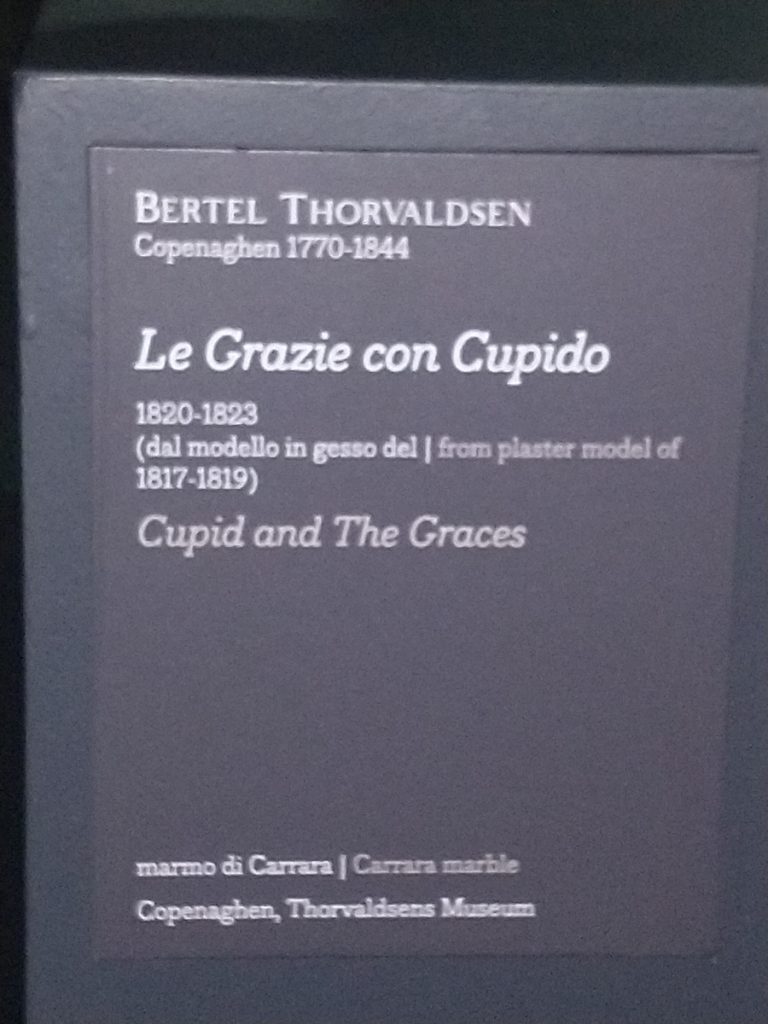 BERTEL THORVALDSEN
Copenaghen 1770-1844
Le Grazie con Cupido
1820-1823
(dal modello in gesso del | from plaster model of
1817-1819)
Cupid and The Graces
marmo di Carrara | Carrara marble
Copenaghen, Thorvaldsens Museum